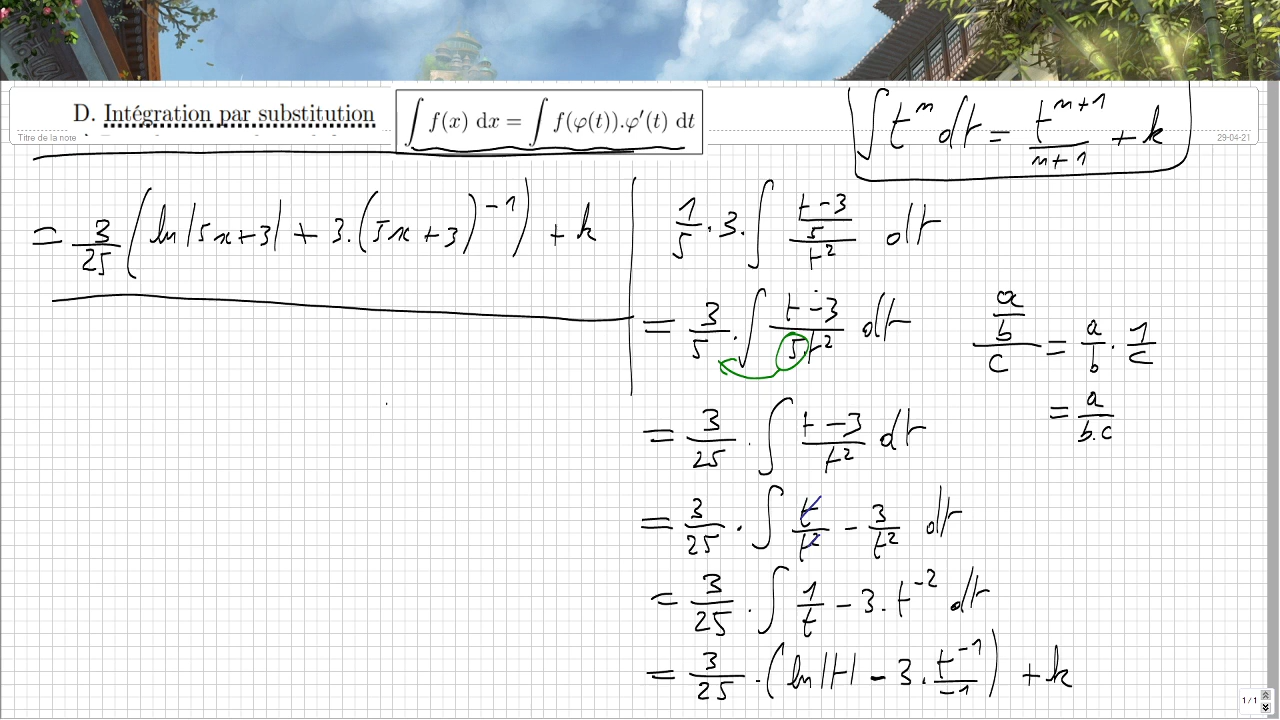 D. Intégration par substitution
∫ f(x) dx = ∫ f(φ(t)).φ′(t) dt
Titre de la note
29-04-21
∫ t^n dt = t^(n+1)/(n+1) + k
= 3/25 (ln|5x+3| + 3.(5x+3)^(-1)) + k
1/5 . 3. ∫ ((t-3)/5)/t² dt
= 3/5 . ∫ (t-3)/(5.t²) dt
(a/b)/c = a/b . 1/c
= a/(b.c)
= 3/25 . ∫ (t-3)/t² dt
= 3/25 . ∫ t/t² - 3/t² dt
= 3/25 . ∫ 1/t - 3.t^(-2) dt
= 3/25 . (ln|t| - 3. t^(-1)/(-1)) + k
1/1